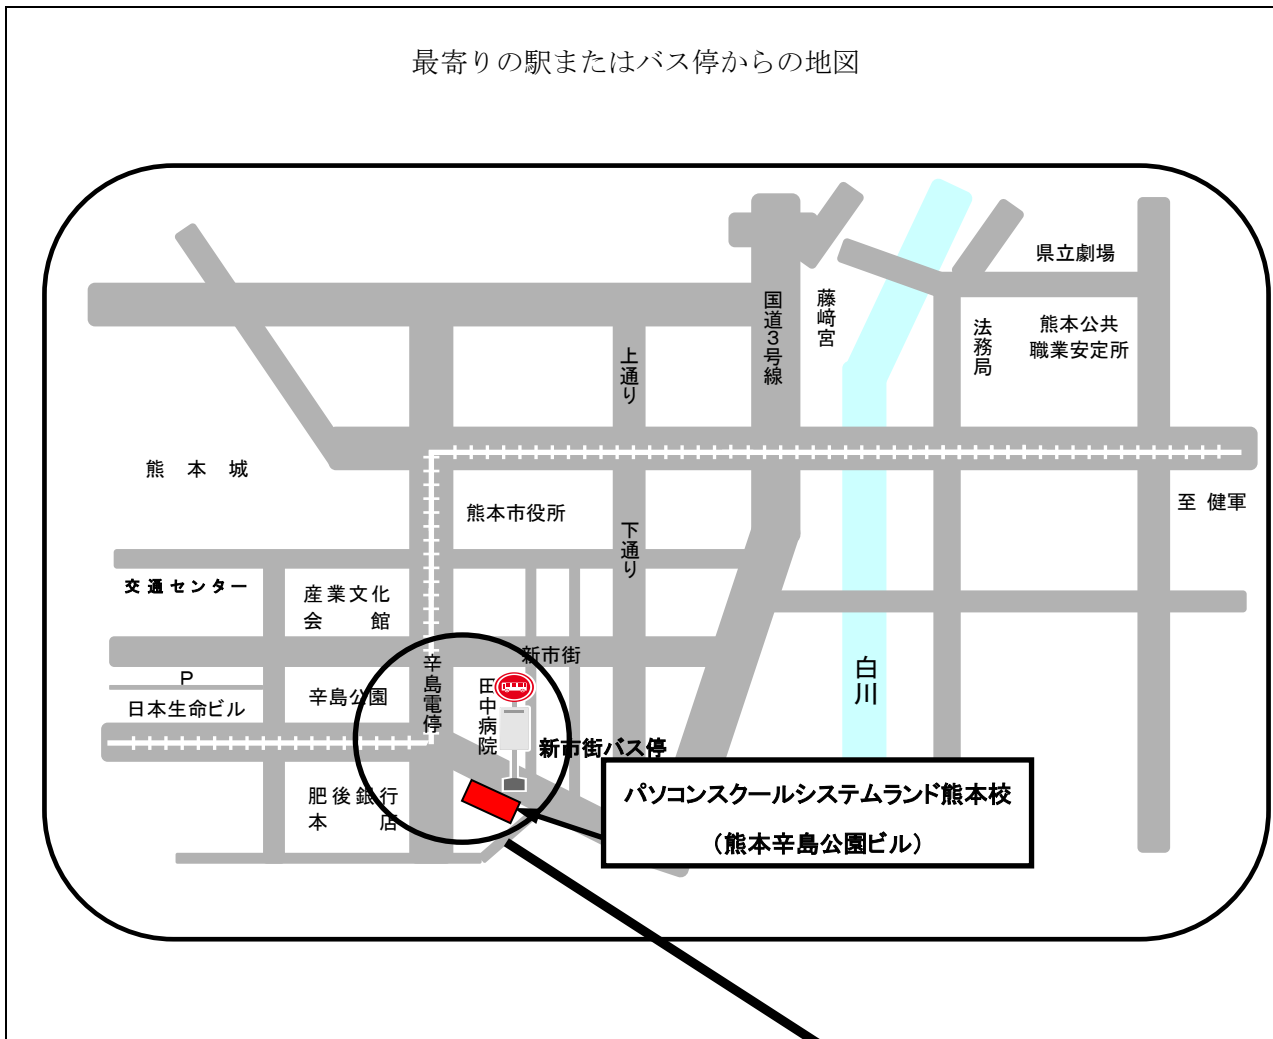 最寄りの駅またはバス停からの地図
県立劇場
国道3号線
藤﨑宮
法務局
熊本公共
職業安定所
上通り
熊本城
至 健軍
熊本市役所
下通り
交通センター
産業文化
会館
新市街
辛島電停
P
日本生命ビル
辛島公園
田中病院
白川
新市街バス停
肥後銀行
本店
パソコンスクールシステムランド熊本校
（熊本辛島公園ビル）